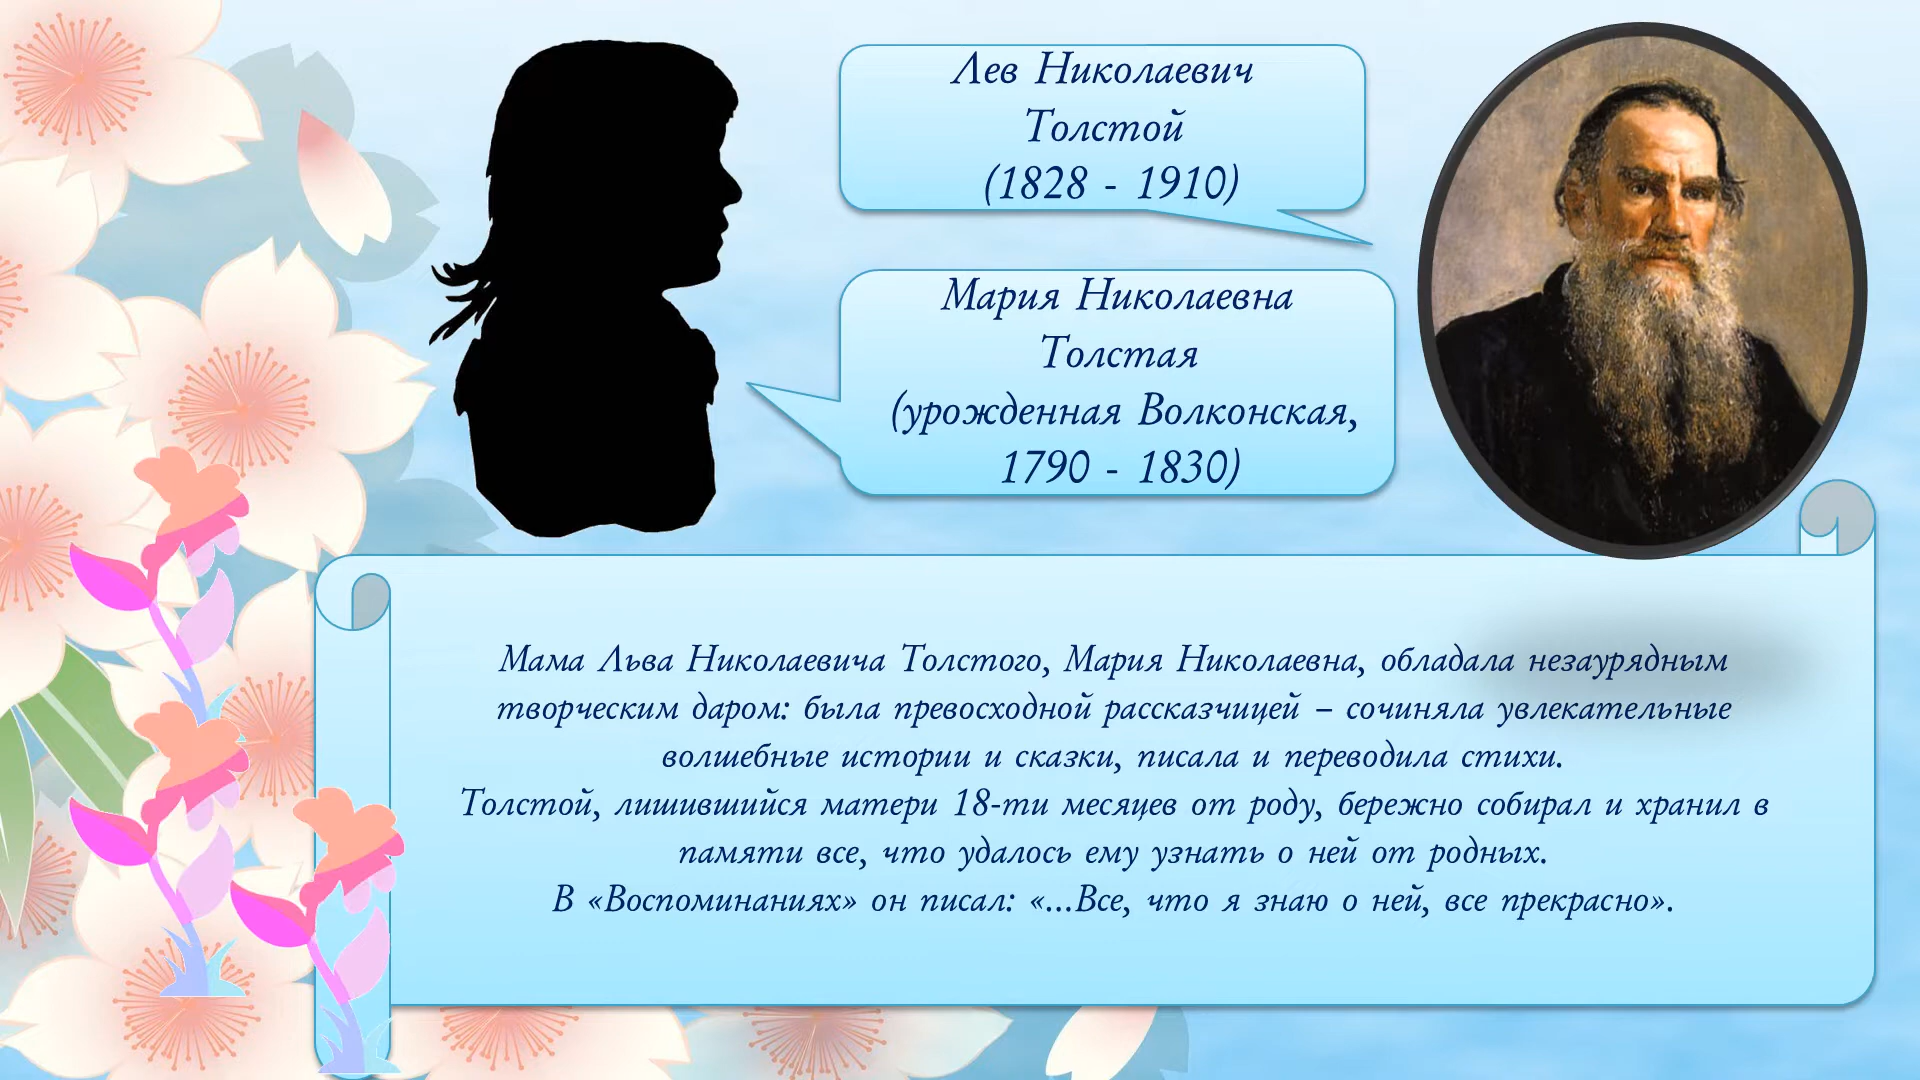 Лев Николаевич
Толстой
(1828 - 1910)
Мария Николаевна
Толстая
(урожденная Волконская,
1790 - 1830)
Мама Льва Николаевича Толстого, Мария Николаевна, обладала незаурядным
творческим даром: была превосходной рассказчицей – сочиняла увлекательные
волшебные истории и сказки, писала и переводила стихи.
Толстой, лишившийся матери 18-ти месяцев от роду, бережно собирал и хранил в
памяти все, что удалось ему узнать о ней от родных.
В «Воспоминаниях» он писал: «...Все, что я знаю о ней, все прекрасно».